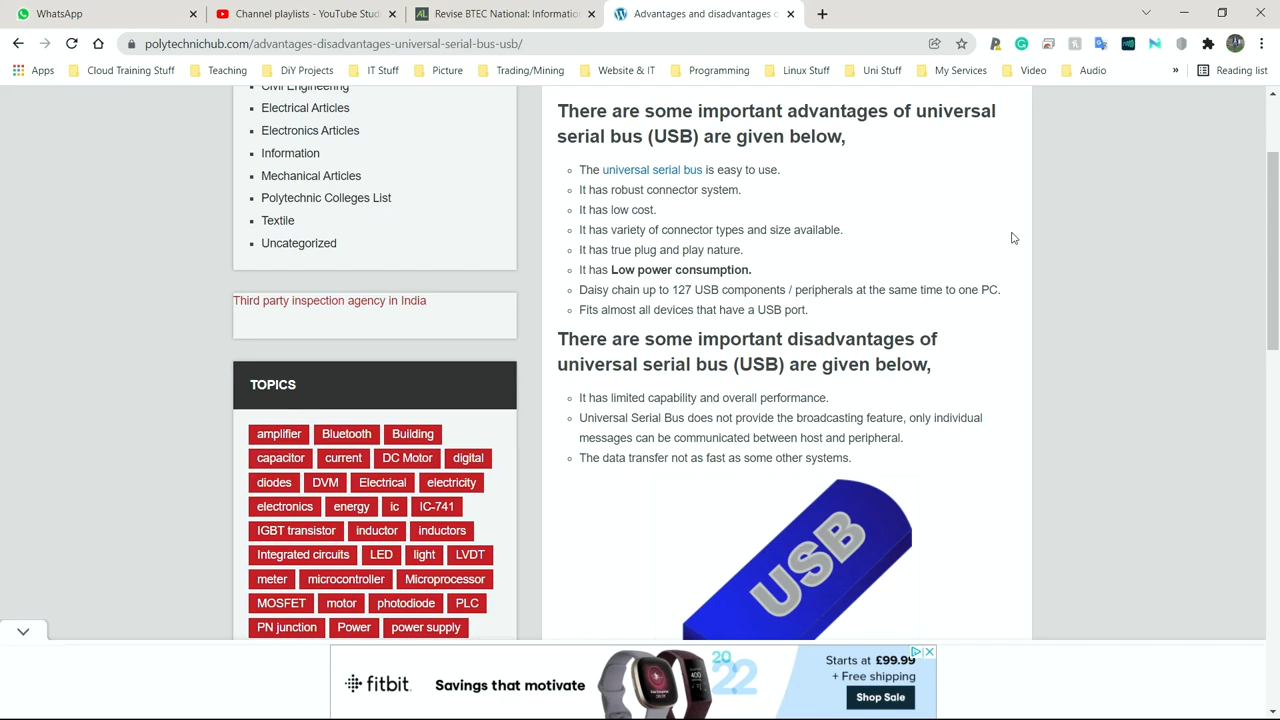 WhatsApp
Channel playlists - YouTube Stud
Revise BTEC National: Informatio
Advantages and disadvantages o
polytechnichub.com/advantages-disadvantages-universal-serial-bus-usb/
Apps Cloud Training Stuff Teaching DiY Projects IT Stuff Picture Trading/Mining Website & IT Programming Linux Stuff Uni Stuff My Services Video Audio » Reading list
Civil Engineering
Electrical Articles
Electronics Articles
Information
Mechanical Articles
Polytechnic Colleges List
Textile
Uncategorized
Third party inspection agency in India
TOPICS
amplifier Bluetooth Building
capacitor current DC Motor digital
diodes DVM Electrical electricity
electronics energy ic IC-741
IGBT transistor inductor inductors
Integrated circuits LED light LVDT
meter microcontroller Microprocessor
MOSFET motor photodiode PLC
PN junction Power power supply
There are some important advantages of universal
serial bus (USB) are given below,
The universal serial bus is easy to use.
It has robust connector system.
It has low cost.
It has variety of connector types and size available.
It has true plug and play nature.
It has Low power consumption.
Daisy chain up to 127 USB components / peripherals at the same time to one PC.
Fits almost all devices that have a USB port.
There are some important disadvantages of
universal serial bus (USB) are given below,
It has limited capability and overall performance.
Universal Serial Bus does not provide the broadcasting feature, only individual
messages can be communicated between host and peripheral.
The data transfer not as fast as some other systems.
USB
fitbit
Savings that motivate
2022
Starts at £99.99
+ Free shipping
Shop Sale